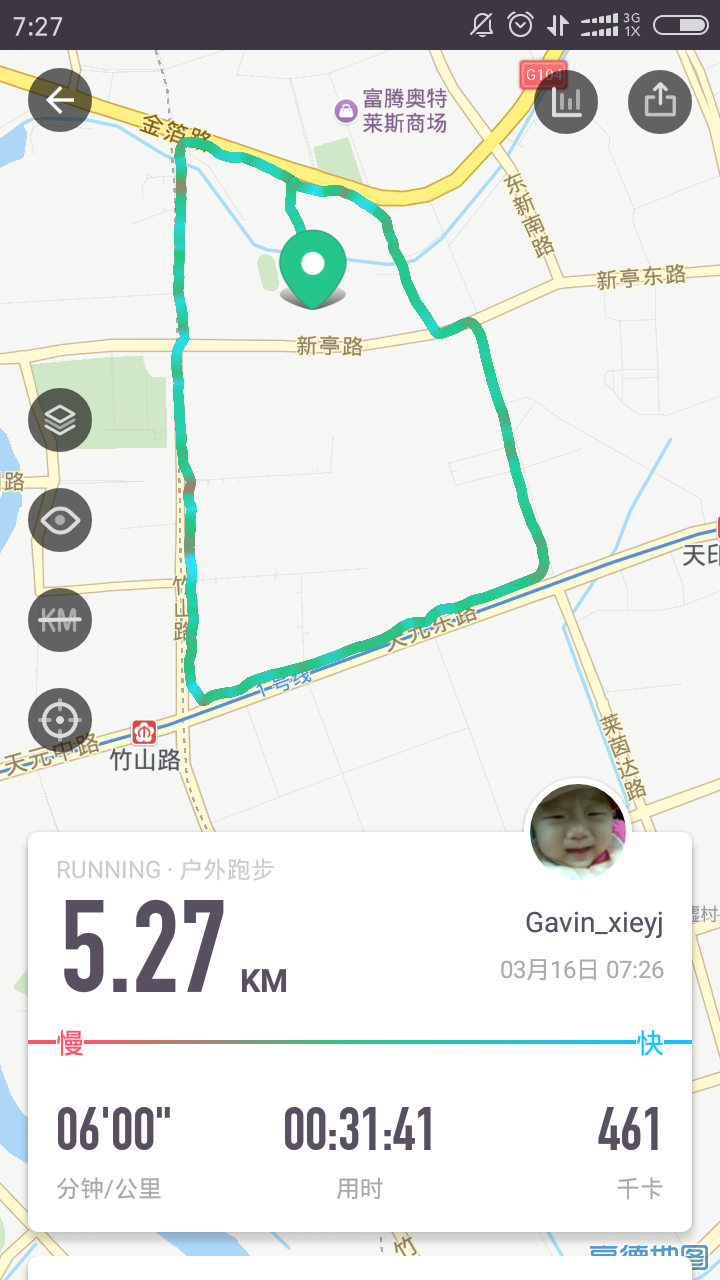 7:27
3G
1X
G104
富腾奥特
莱斯商场
金箔路
东新南路
新亭东路
新亭路
路
KM
竹山路
天印
天元东路
1号线
天元中路
竹山路
莱茵达路
RUNNING · 户外跑步
5.27 KM
Gavin_xieyj
03月16日 07:26
慢
快
06'00"
00:31:41
461
分钟/公里
用时
千卡
竹
高德地图